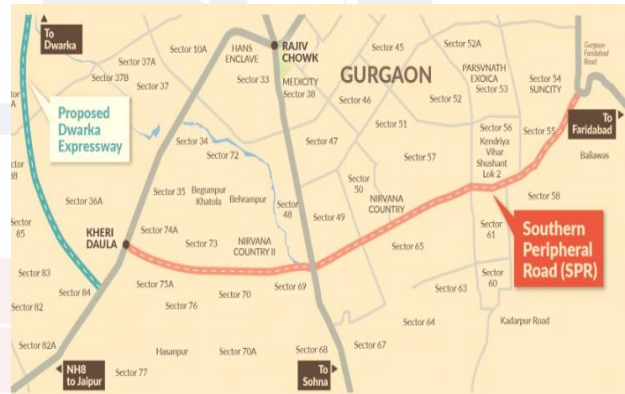 To
Dwarka
Sector 10A
HANS
ENCLAVE
RAJIV
CHOWK
Sector 45
Sector 52A
Gurgaon
Faridabad
Road
Sector 37A
Sector 37B
Sector 37
Sector 33
MEDICITY
Sector 38
GURGAON
PARSVNATH
EXOICA
Sector 53
Sector 54
SUNCITY
Sector 46
Sector 52
Proposed
Dwarka
Expressway
To
Faridabad
Sector 51
Sector 56
Sector 55
Kendriya
Vihar
Shushant
Lok 2
Sector 34
Sector 72
Sector 47
Sector 57
Ballawas
Sector
50
Sector 35
Begumpur
Khatola
Behrampur
Sector 36A
Sector
48
Sector 49
NIRVANA
COUNTRY
Sector 58
Sector
85
KHERI
DAULA
Sector 74A
Sector 73
NIRVANA
COUNTRY II
Sector 65
Sector
61
Southern
Peripheral
Road (SPR)
Sector 83
Sector 84
Sector 75A
Sector 70
Sector 69
Sector 63
Sector
60
Sector 82
Sector 76
Sector 64
Kadarpur Road
Sector 82A
Hasanpur
Sector 70A
Sector 68
Sector 67
NH8
to Jaipur
Sector 77
To
Sohna